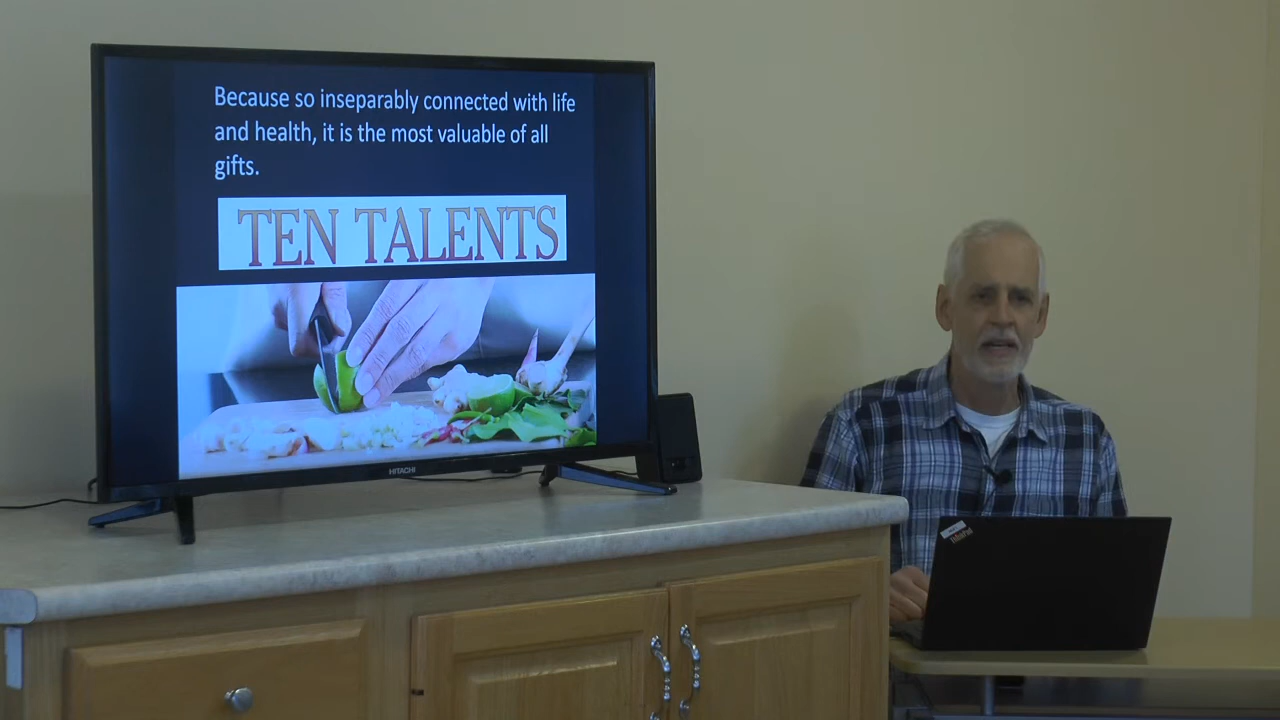 Because so inseparably connected with life
and health, it is the most valuable of all
gifts.
TEN TALENTS
HITACHI
ThinkPad